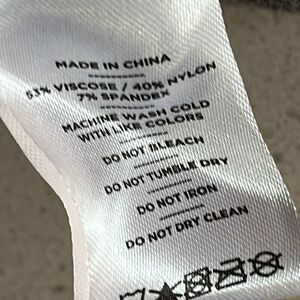 MADE IN CHINA
53% VISCOSE / 40% NYLON
7% SPANDEX
MACHINE WASH COLD
WITH LIKE COLORS
DO NOT BLEACH
DO NOT TUMBLE DRY
DO NOT IRON
DO NOT DRY CLEAN